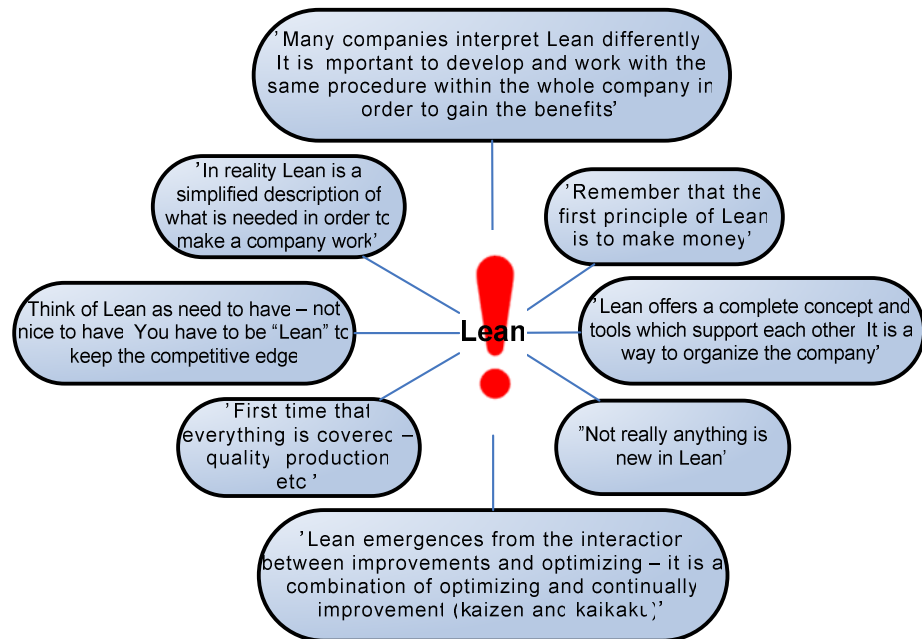 'Many companies interpret Lean differently
It is mportant to develop and work with the
same procedure within the whole company in
order to gain the benefits'
'In reality Lean is a
simplified description of
what is needed in order to
make a company work'
'Remember that the
first principle of Lean
is to make money'
Think of Lean as need to have – not
nice to have You have to be "Lean" to
keep the competitive edge
Lean
'Lean offers a complete concept and
tools which support each other It is a
way to organize the company'
'First time that
everything is covered –
quality production
etc '
"Not really anything is
new in Lean'
'Lean emergences from the interaction
between improvements and optimizing – it is a
combination of optimizing and continually
improvement (kaizen and kaikaku)'